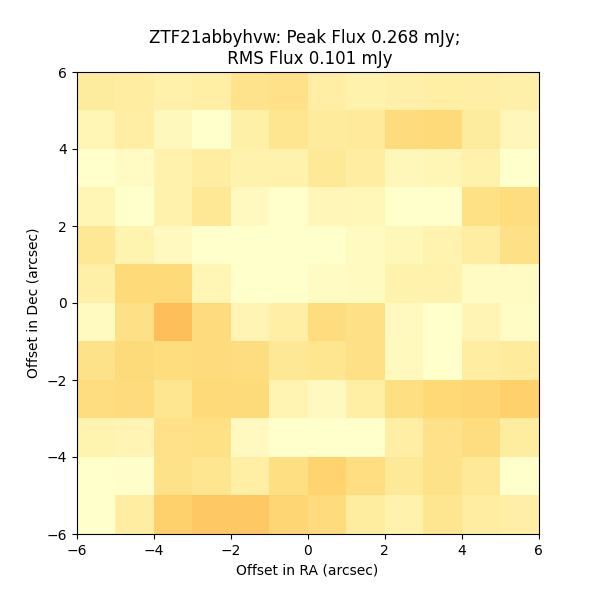 ZTF21abbyhvw: Peak Flux 0.268 mJy;
RMS Flux 0.101 mJy
6
4
2
0
−2
−4
−6
Offset in Dec (arcsec)
−6 −4 −2 0 2 4 6
Offset in RA (arcsec)